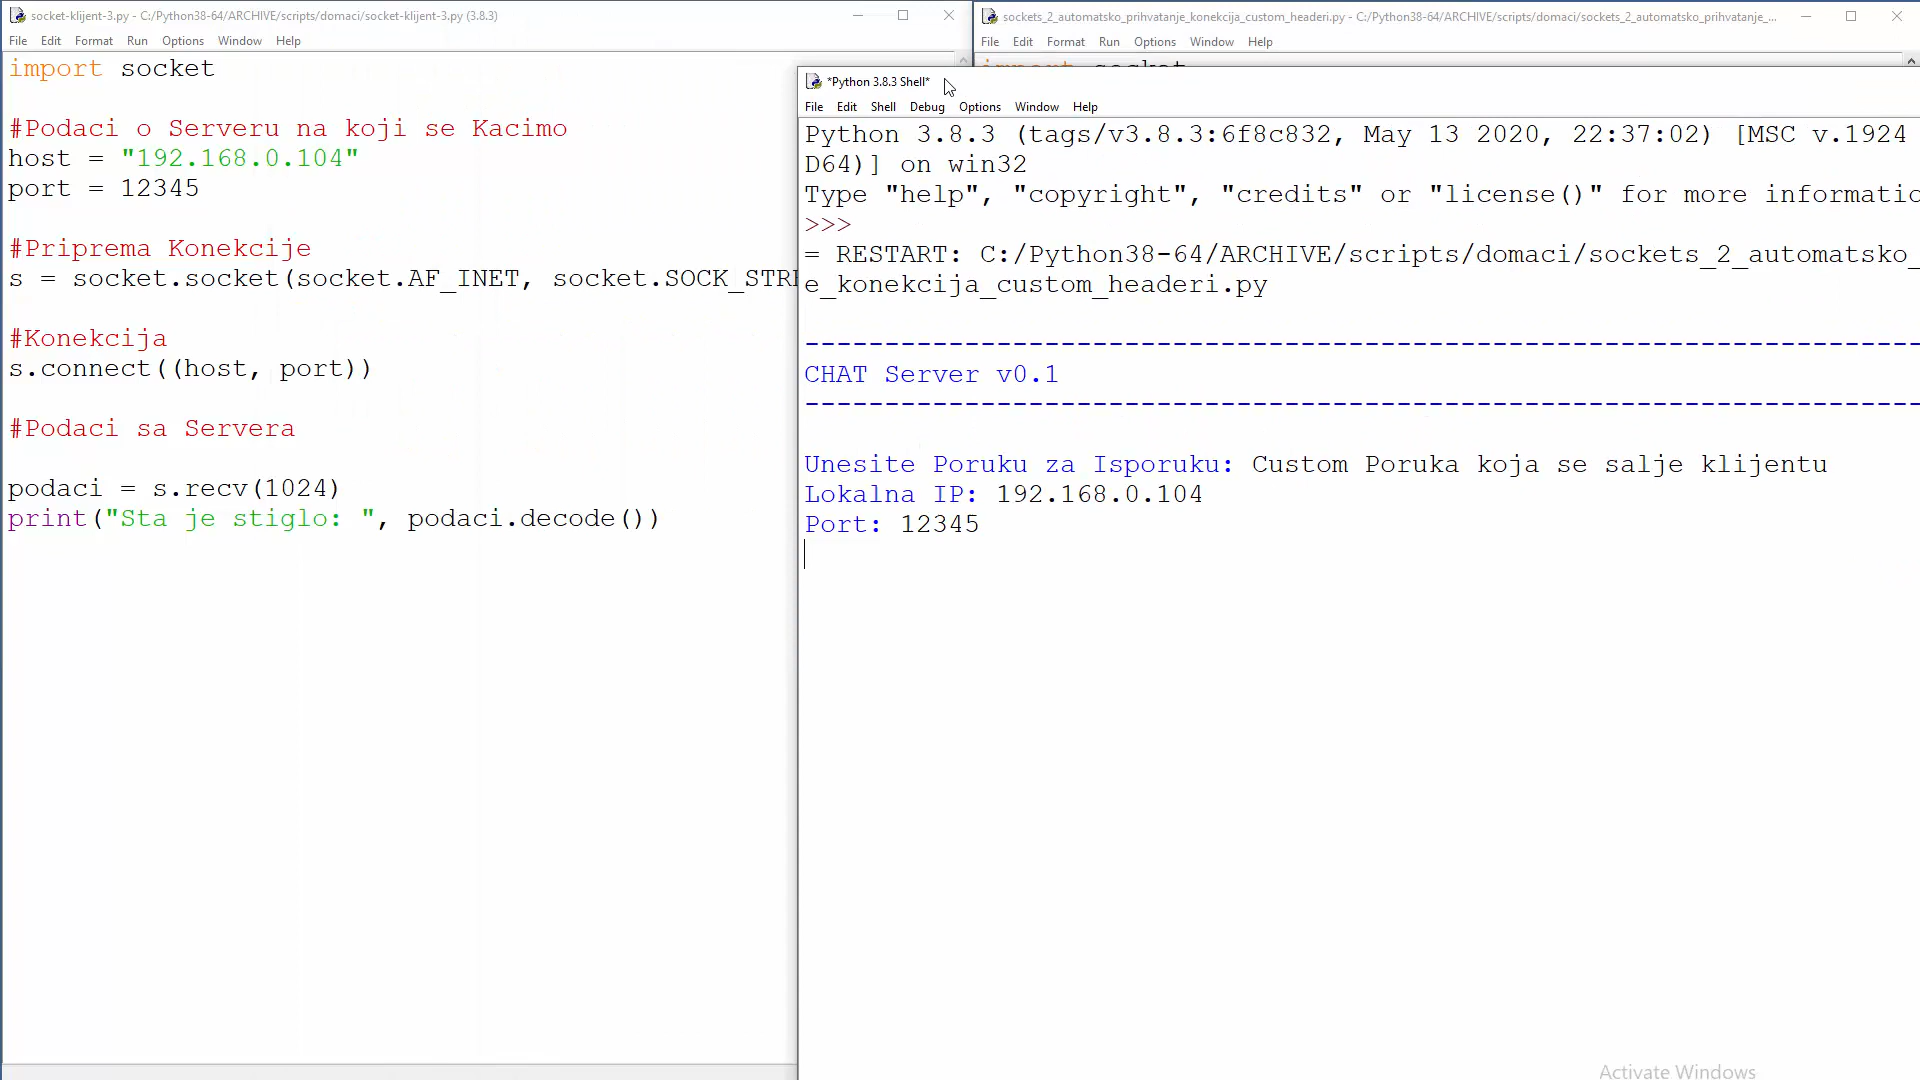 socket-klijent-3.py - C:/Python38-64/ARCHIVE/scripts/domaci/socket-klijent-3.py (3.8.3)
File Edit Format Run Options Window Help
import socket
#Podaci o Serveru na koji se Kacimo
host = "192.168.0.104"
port = 12345
#Priprema Konekcije
s = socket.socket(socket.AF_INET, socket.SOCK_STRE
#Konekcija
s.connect((host, port))
#Podaci sa Servera
podaci = s.recv(1024)
print("Sta je stiglo: ", podaci.decode())
sockets_2_automatsko_prihvatanje_konekcija_custom_headeri.py - C:/Python38-64/ARCHIVE/scripts/domaci/sockets_2_automatsko_prihvatanje_...
File Edit Format Run Options Window Help
import socket
*Python 3.8.3 Shell*
File Edit Shell Debug Options Window Help
Python 3.8.3 (tags/v3.8.3:6f8c832, May 13 2020, 22:37:02) [MSC v.1924
D64)] on win32
Type "help", "copyright", "credits" or "license()" for more informatio
>>>
= RESTART: C:/Python38-64/ARCHIVE/scripts/domaci/sockets_2_automatsko_
e_konekcija_custom_headeri.py
----------------------------------------------------------------------
CHAT Server v0.1
----------------------------------------------------------------------
Unesite Poruku za Isporuku: Custom Poruka koja se salje klijentu
Lokalna IP: 192.168.0.104
Port: 12345
Activate Windows